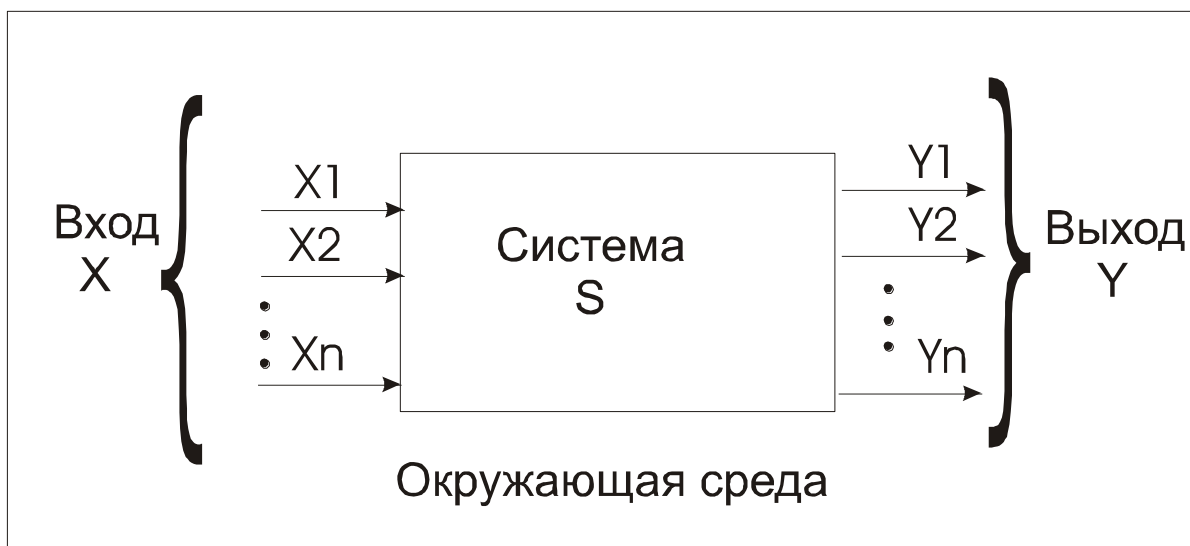 Вход
X
X1
X2
Xn
Система
S
Y1
Y2
Yn
Выход
Y
Окружающая среда